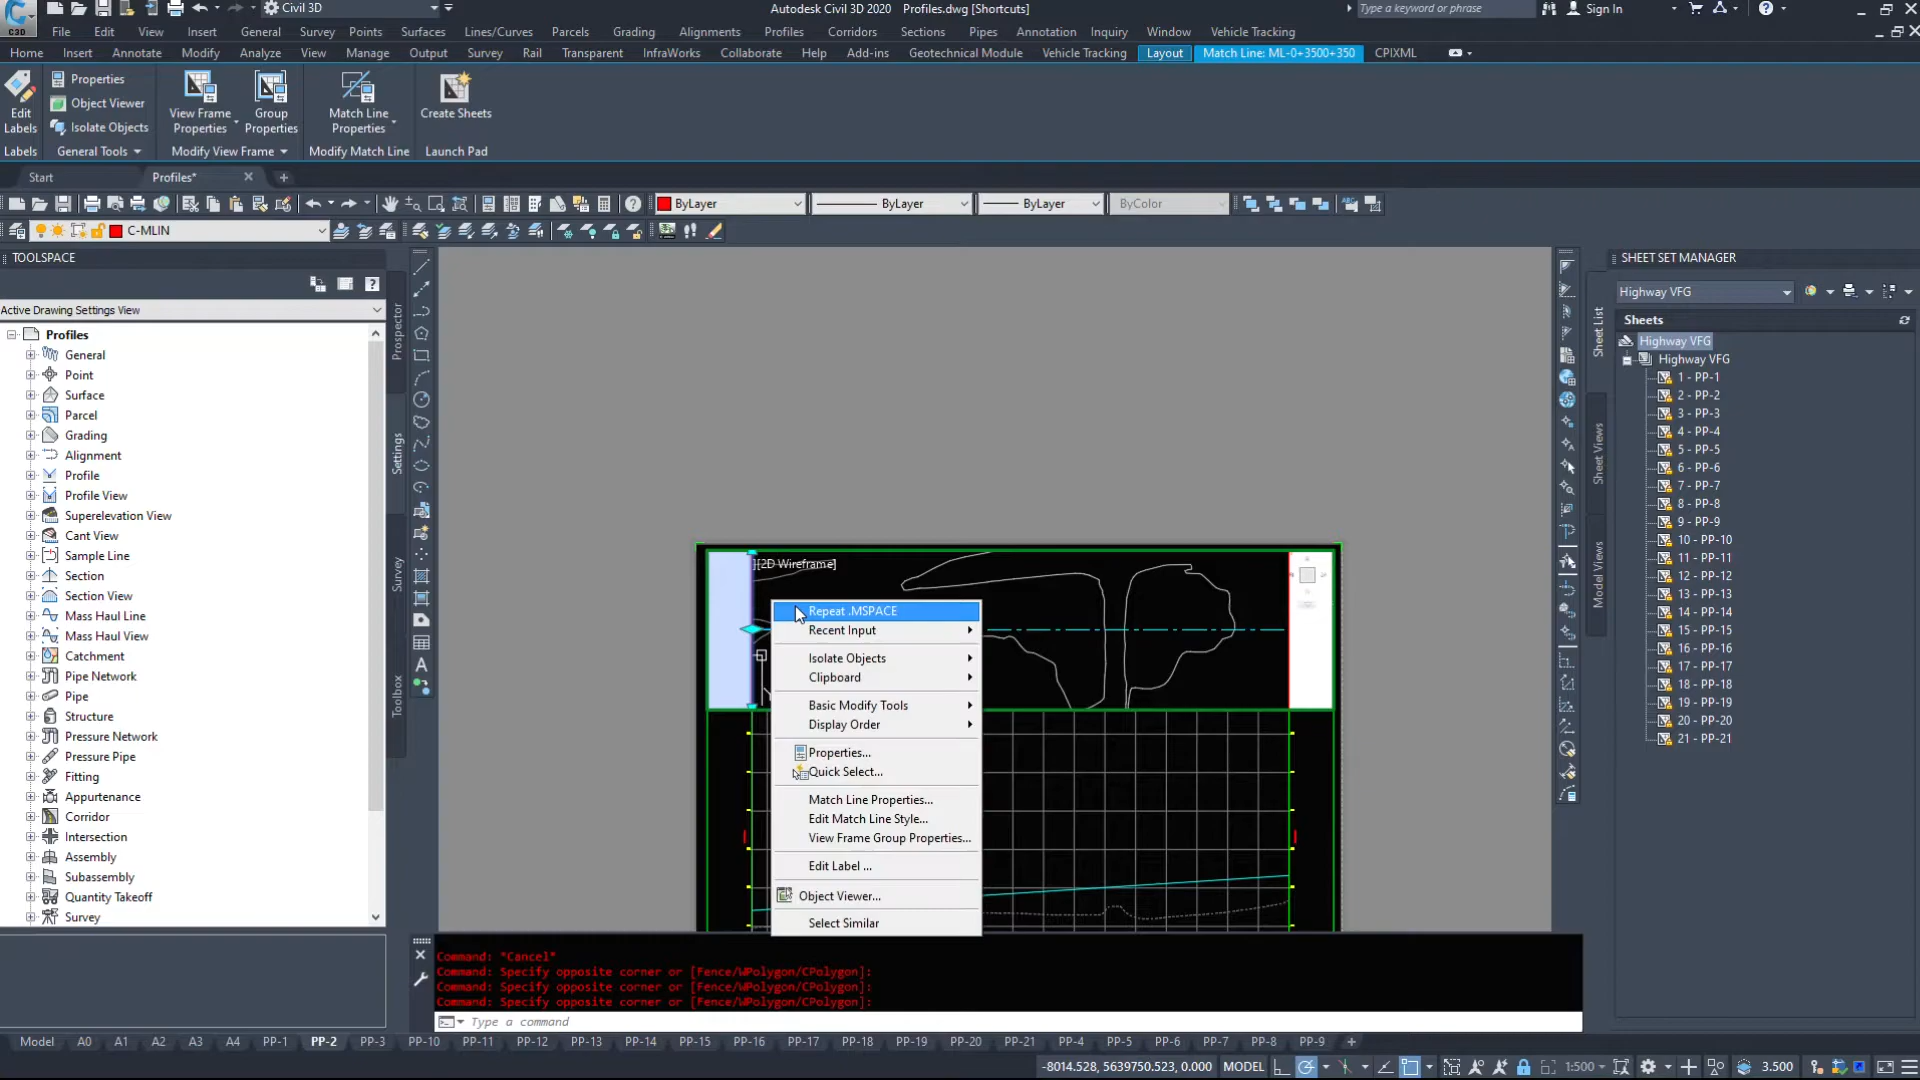 Civil 3D
Autodesk Civil 3D 2020 Profiles.dwg [Shortcuts]
Type a keyword or phrase
Sign In
C3D
File Edit View Insert General Survey Points Surfaces Lines/Curves Parcels Grading Alignments Profiles Corridors Sections Pipes Annotation Inquiry Window Vehicle Tracking
Home Insert Annotate Modify Analyze View Manage Output Survey Rail Transparent InfraWorks Collaborate Help Add-ins Geotechnical Module Vehicle Tracking Layout Match Line: ML-0+3500+350 CPIXML
Edit Labels
Properties
Object Viewer
Isolate Objects
View Frame Properties
Group Properties
Match Line Properties
Create Sheets
Labels General Tools Modify View Frame Modify Match Line Launch Pad
Start Profiles*
ByLayer ByLayer ByLayer ByColor
C-MLIN
TOOLSPACE
Active Drawing Settings View
Profiles
General
Point
Surface
Parcel
Grading
Alignment
Profile
Profile View
Superelevation View
Cant View
Sample Line
Section
Section View
Mass Haul Line
Mass Haul View
Catchment
Pipe Network
Pipe
Structure
Pressure Network
Pressure Pipe
Fitting
Appurtenance
Corridor
Intersection
Assembly
Subassembly
Quantity Takeoff
Survey
Prospector
Settings
Survey
Toolbox
][2D Wireframe]
Repeat .MSPACE
Recent Input
Isolate Objects
Clipboard
Basic Modify Tools
Display Order
Properties...
Quick Select...
Match Line Properties...
Edit Match Line Style...
View Frame Group Properties...
Edit Label ...
Object Viewer...
Select Similar
SHEET SET MANAGER
Highway VFG
Sheets
Highway VFG
Highway VFG
1 - PP-1
2 - PP-2
3 - PP-3
4 - PP-4
5 - PP-5
6 - PP-6
7 - PP-7
8 - PP-8
9 - PP-9
10 - PP-10
11 - PP-11
12 - PP-12
13 - PP-13
14 - PP-14
15 - PP-15
16 - PP-16
17 - PP-17
18 - PP-18
19 - PP-19
20 - PP-20
21 - PP-21
Sheet List
Sheet Views
Model Views
Command: *Cancel*
Command: Specify opposite corner or [Fence/WPolygon/CPolygon]:
Command: Specify opposite corner or [Fence/WPolygon/CPolygon]:
Command: Specify opposite corner or [Fence/WPolygon/CPolygon]:
Type a command
Model A0 A1 A2 A3 A4 PP-1 PP-2 PP-3 PP-10 PP-11 PP-12 PP-13 PP-14 PP-15 PP-16 PP-17 PP-18 PP-19 PP-20 PP-21 PP-4 PP-5 PP-6 PP-7 PP-8 PP-9
-8014.528, 5639750.523, 0.000 MODEL 1:500 3.500